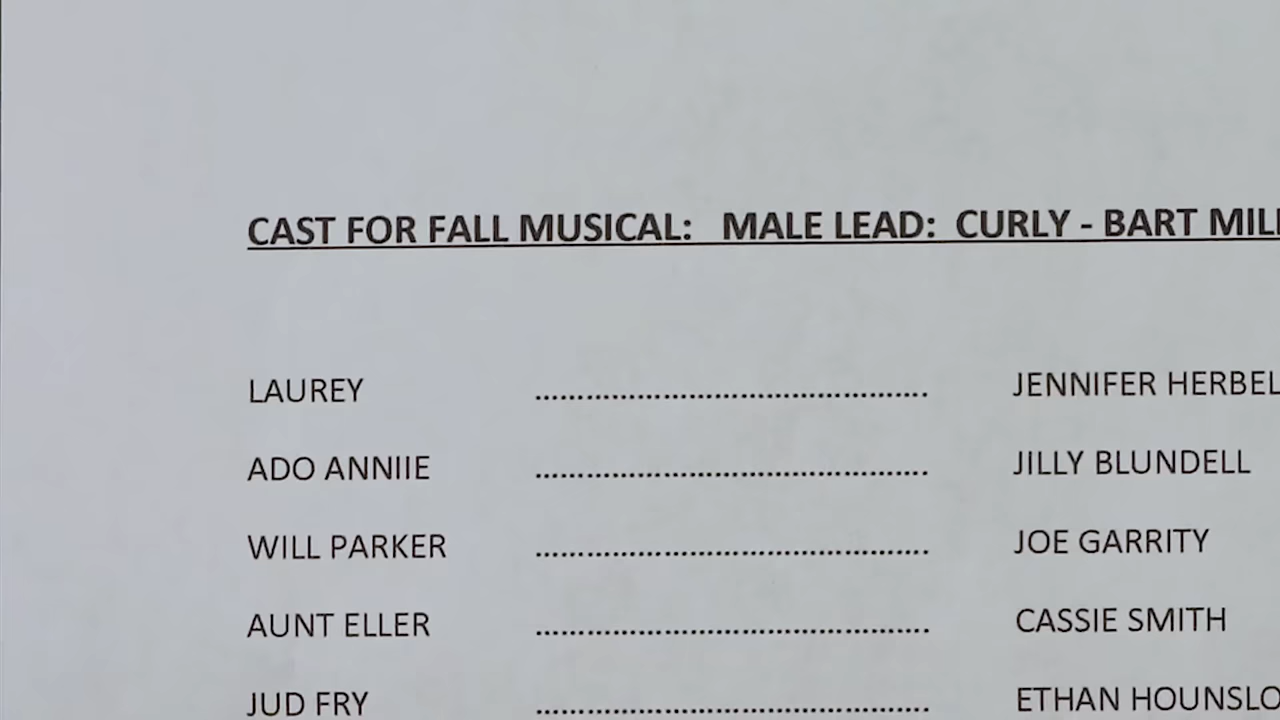 CAST FOR FALL MUSICAL: MALE LEAD: CURLY - BART
LAUREY ........................................... JENNIFER
ADO ANNIIE ........................................... JILLY BLUNDELL
WILL PARKER ........................................... JOE GARRITY
AUNT ELLER ........................................... CASSIE SMITH
JUD FRY ........................................... ETHAN